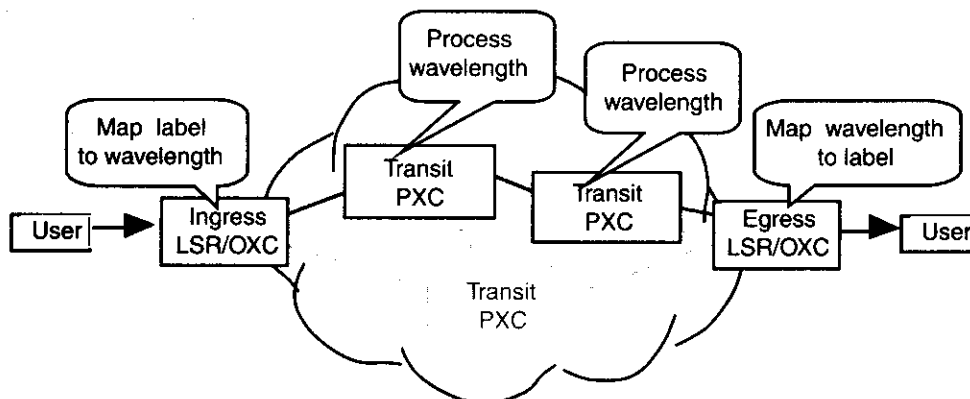 Process
wavelength
Process
wavelength
Map label
to wavelength
Map wavelength
to label
Transit
PXC
Transit
PXC
User
Ingress
LSR/OXC
Egress
LSR/OXC
User
Transit
PXC